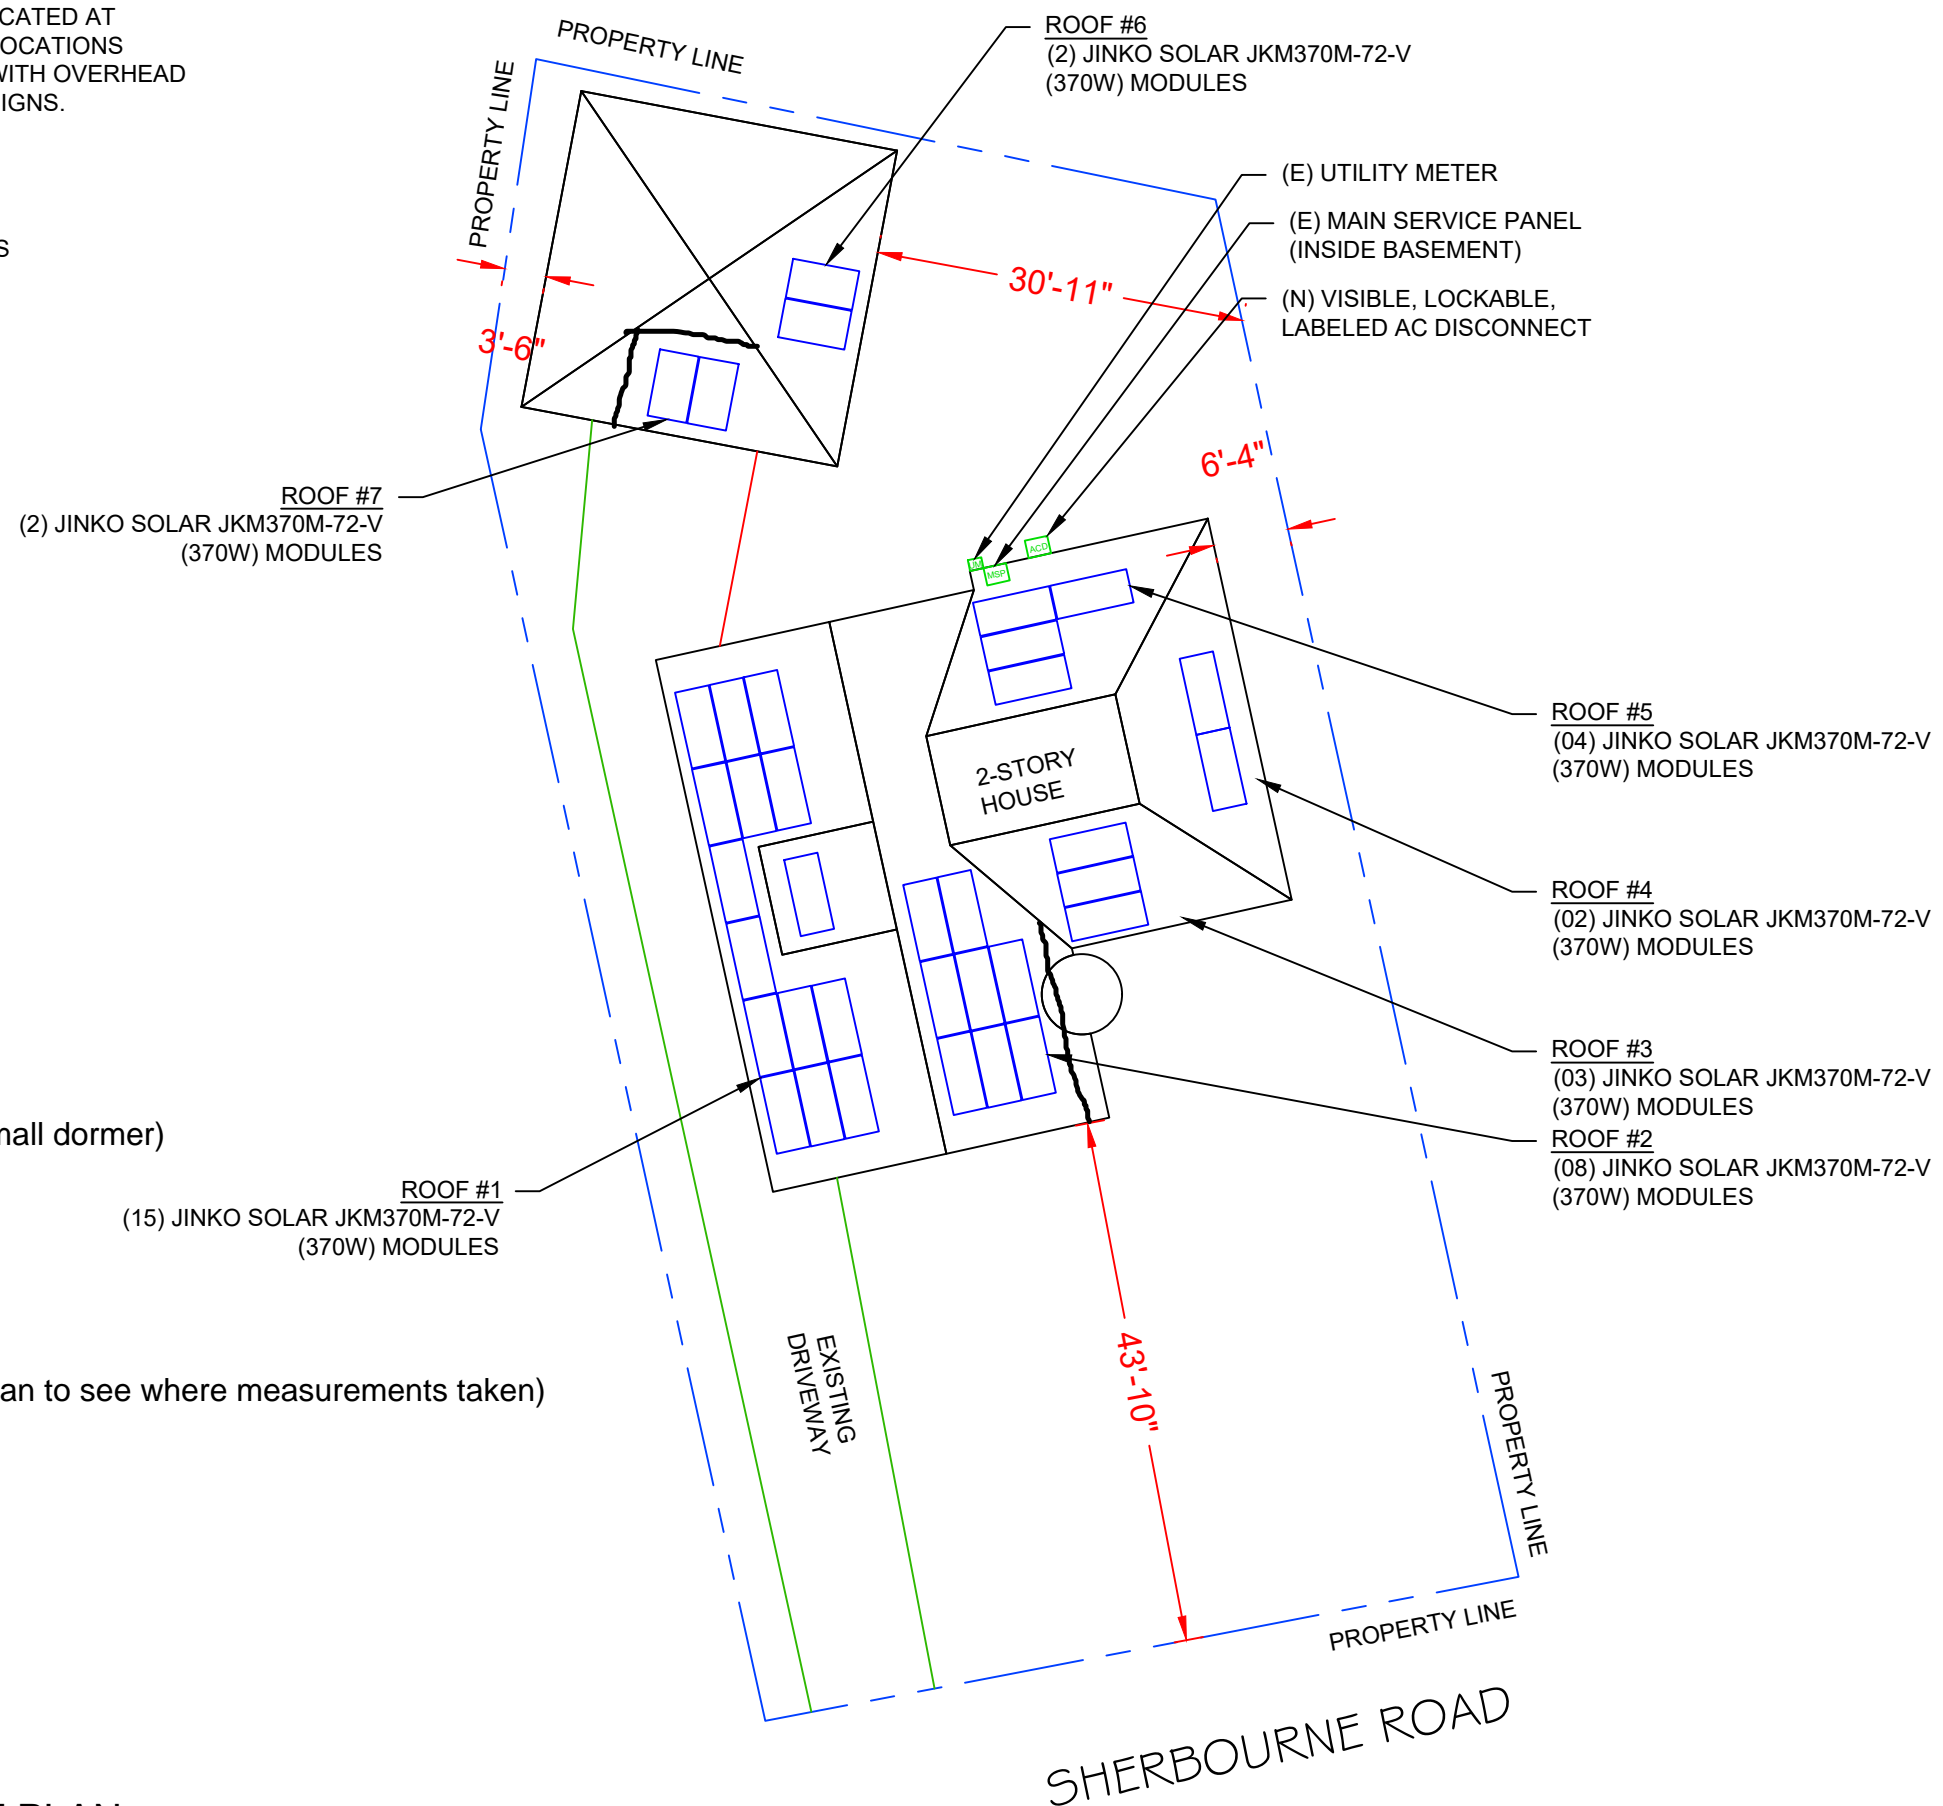 CATED AT
OCATIONS
WITH OVERHEAD
IGNS.
S
PROPERTY LINE
PROPERTY LINE
ROOF #6
(2) JINKO SOLAR JKM370M-72-V
(370W) MODULES
(E) UTILITY METER
(E) MAIN SERVICE PANEL
(INSIDE BASEMENT)
(N) VISIBLE, LOCKABLE,
LABELED AC DISCONNECT
30'-11"
3'-6"
6'-4"
ROOF #7
(2) JINKO SOLAR JKM370M-72-V
(370W) MODULES
UM
MSP
ACD
2-STORY
HOUSE
ROOF #5
(04) JINKO SOLAR JKM370M-72-V
(370W) MODULES
ROOF #4
(02) JINKO SOLAR JKM370M-72-V
(370W) MODULES
ROOF #3
(03) JINKO SOLAR JKM370M-72-V
(370W) MODULES
ROOF #2
(08) JINKO SOLAR JKM370M-72-V
(370W) MODULES
mall dormer)
ROOF #1
(15) JINKO SOLAR JKM370M-72-V
(370W) MODULES
an to see where measurements taken)
EXISTING
DRIVEWAY
43'-10"
PROPERTY LINE
PROPERTY LINE
SHERBOURNE ROAD
PLAN